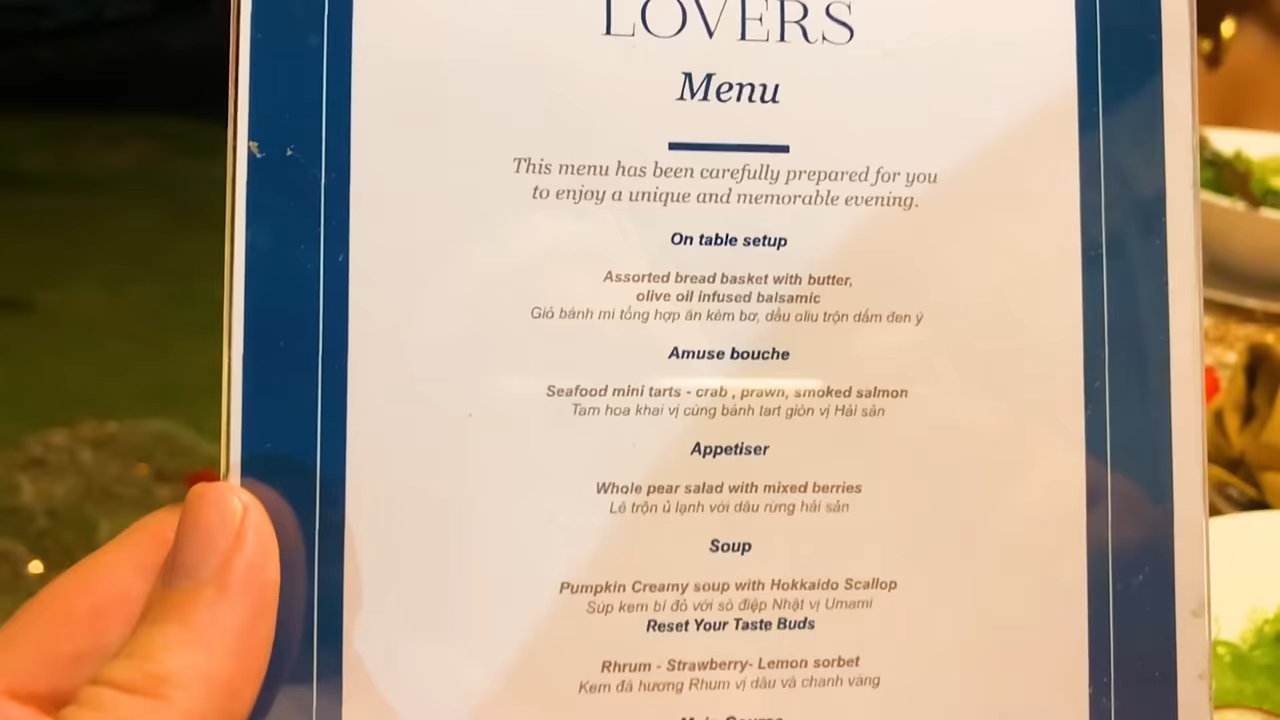 LOVERS
Menu
This menu has been carefully prepared for you
to enjoy a unique and memorable evening.
On table setup
Assorted bread basket with butter,
olive oil infused balsamic
Giỏ bánh mì tổng hợp ăn kèm bơ, dầu oliu trộn dấm đen ý
Amuse bouche
Seafood mini tarts - crab , prawn, smoked salmon
Tam hoa khai vị cùng bánh tart giòn vị Hải sản
Appetiser
Whole pear salad with mixed berries
Lê trộn ủ lạnh với dâu rừng hải sản
Soup
Pumpkin Creamy soup with Hokkaido Scallop
Súp kem bí đỏ với sò điệp Nhật vị Umami
Reset Your Taste Buds
Rhrum - Strawberry- Lemon sorbet
Kem đá hương Rhum vị dâu và chanh vàng